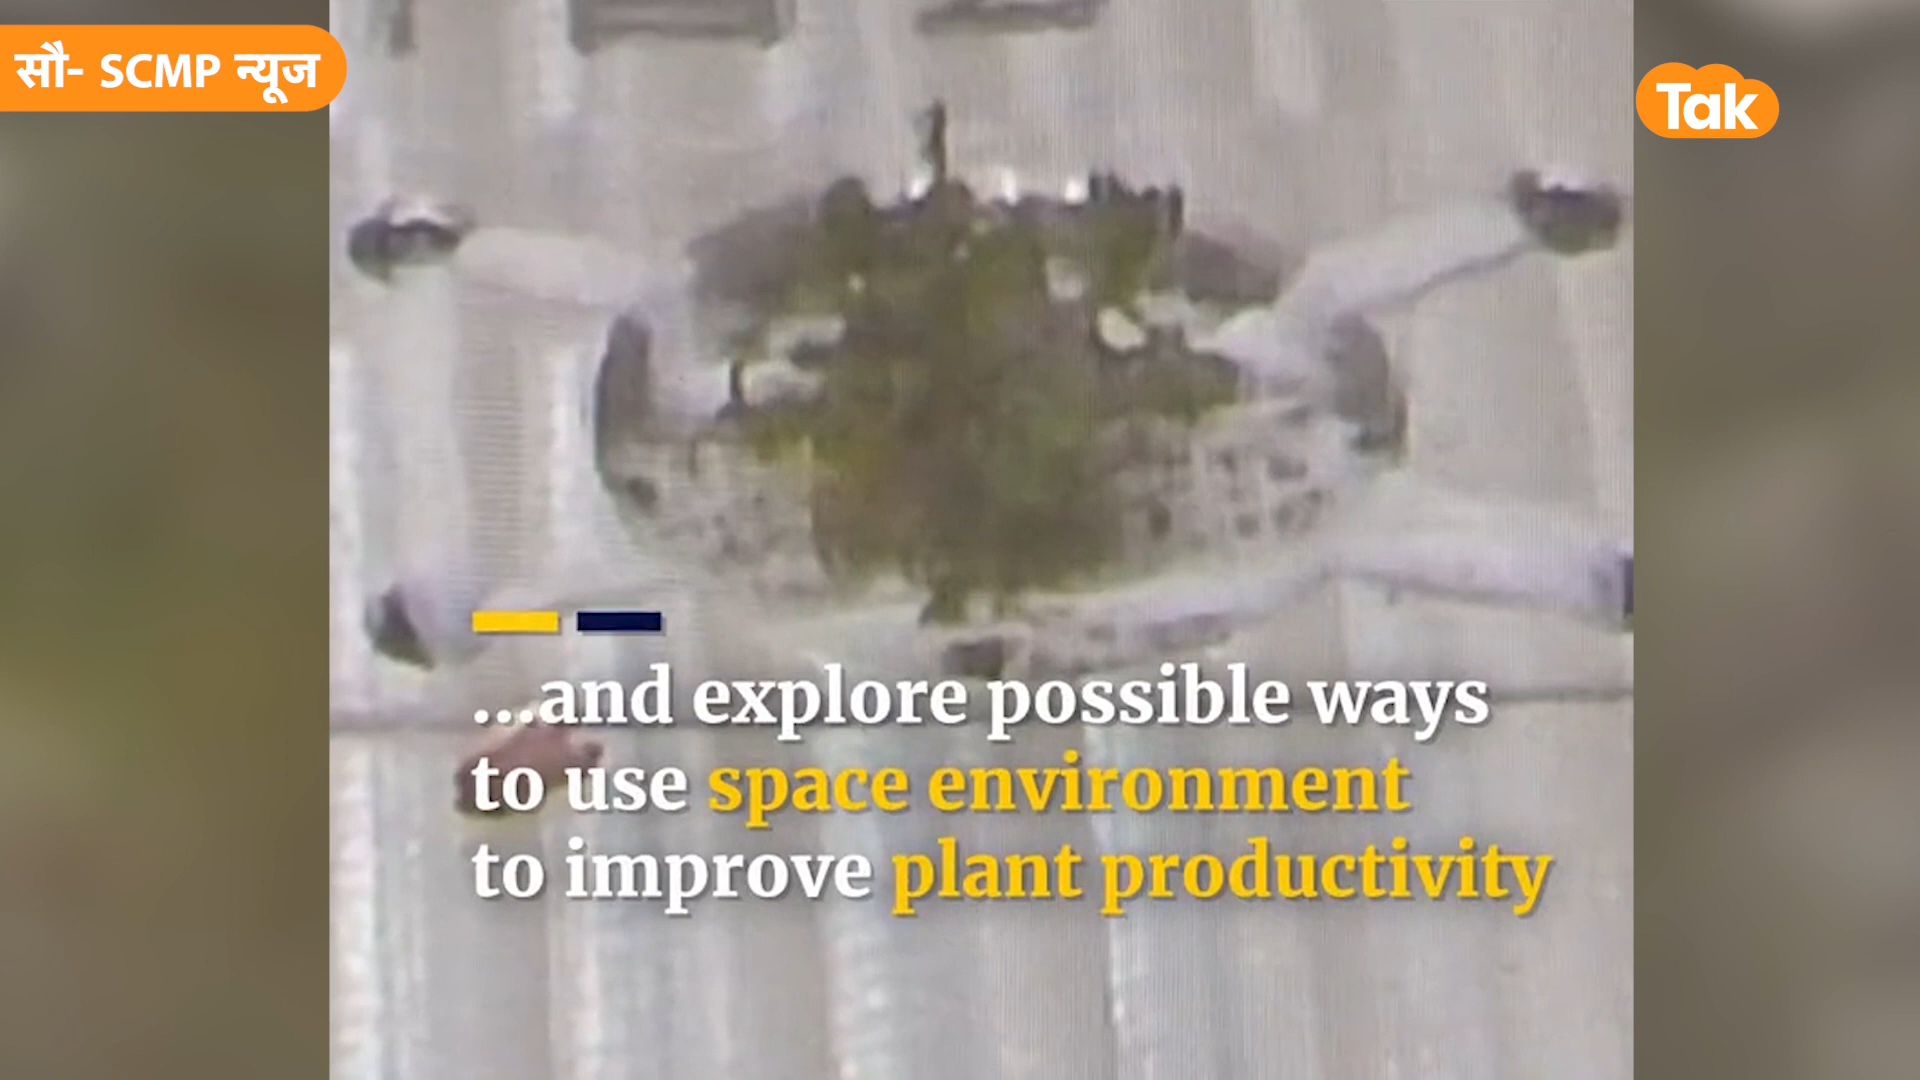 सौ- SCMP न्यूज
Tak
...and explore possible ways
to use space environment
to improve plant productivity